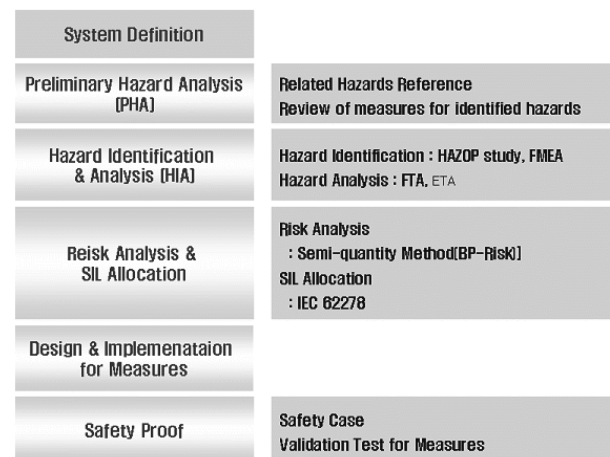 System Definition
Preliminary Hazard Analysis
(PHA)
Related Hazards Reference
Review of measures for identified hazards
Hazard Identification
& Analysis (HIA)
Hazard Identification : HAZOP study, FMEA
Hazard Analysis : FTA, ETA
Reisk Analysis &
SIL Allocation
Risk Analysis
: Semi-quantity Method(BP-Risk)]
SIL Allocation
: IEC 62278
Design & Implemenataion
for Measures
Safety Proof
Safety Case
Validation Test for Measures